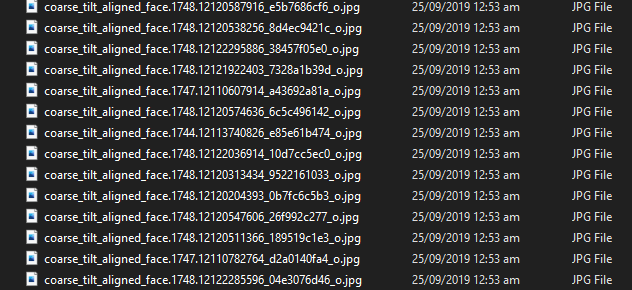 coarse_tilt_aligned_face.1748.12120587916_e5b7686cf6_o.jpg 25/09/2019 12:53 am JPG File
coarse_tilt_aligned_face.1748.12120538256_8d4ec9421c_o.jpg 25/09/2019 12:53 am JPG File
coarse_tilt_aligned_face.1748.12122295886_38457f05e0_o.jpg 25/09/2019 12:53 am JPG File
coarse_tilt_aligned_face.1748.12121922403_7328a1b39d_o.jpg 25/09/2019 12:53 am JPG File
coarse_tilt_aligned_face.1747.12110607914_a43692a81a_o.jpg 25/09/2019 12:53 am JPG File
coarse_tilt_aligned_face.1748.12120574636_6c5c496142_o.jpg 25/09/2019 12:53 am JPG File
coarse_tilt_aligned_face.1744.12113740826_e85e61b474_o.jpg 25/09/2019 12:53 am JPG File
coarse_tilt_aligned_face.1748.12122036914_10d7cc5ec0_o.jpg 25/09/2019 12:53 am JPG File
coarse_tilt_aligned_face.1748.12120313434_9522161033_o.jpg 25/09/2019 12:53 am JPG File
coarse_tilt_aligned_face.1748.12120204393_0b7fc6c5b3_o.jpg 25/09/2019 12:53 am JPG File
coarse_tilt_aligned_face.1748.12120547606_26f992c277_o.jpg 25/09/2019 12:53 am JPG File
coarse_tilt_aligned_face.1748.12120511366_189519c1e3_o.jpg 25/09/2019 12:53 am JPG File
coarse_tilt_aligned_face.1747.12110782764_d2a0140fa4_o.jpg 25/09/2019 12:53 am JPG File
coarse_tilt_aligned_face.1748.12122285596_04e3076d46_o.jpg 25/09/2019 12:53 am JPG File